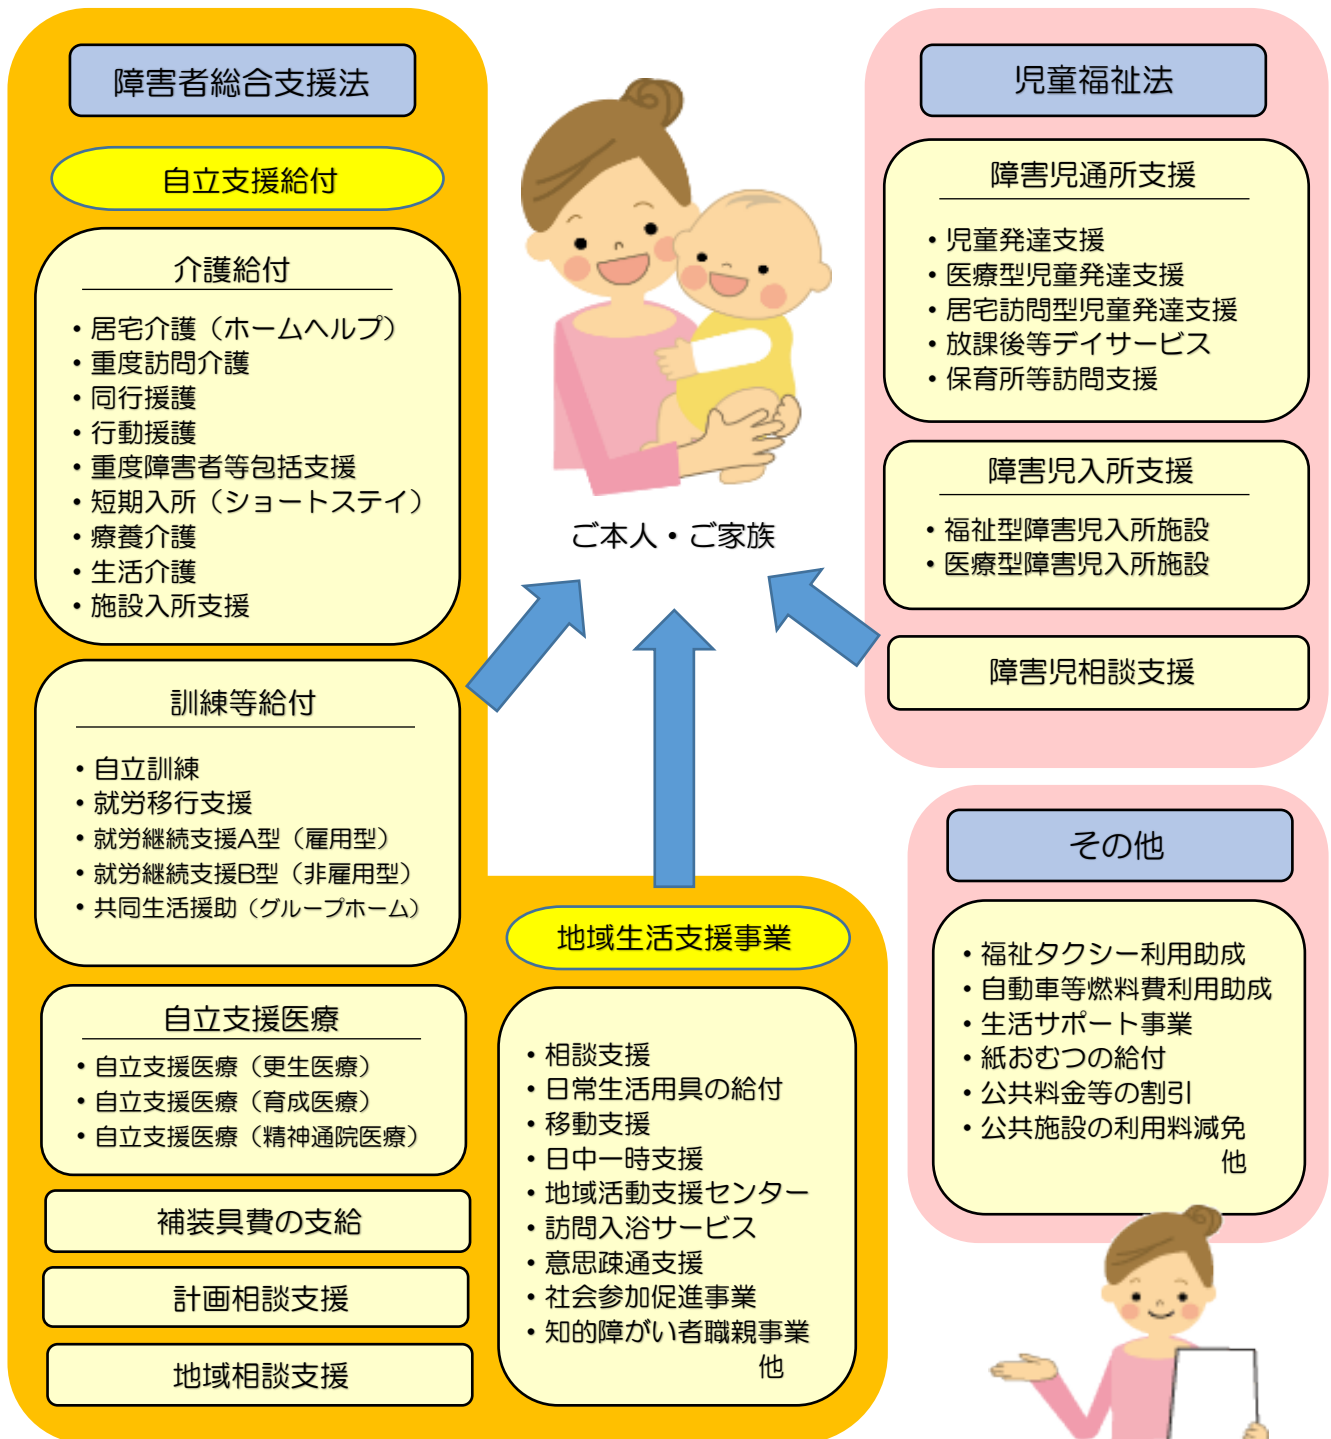 障害者総合支援法
自立支援給付
介護給付
・居宅介護（ホームヘルプ）
・重度訪問介護
・同行援護
・行動援護
・重度障害者等包括支援
・短期入所（ショートステイ）
・療養介護
・生活介護
・施設入所支援
訓練等給付
・自立訓練
・就労移行支援
・就労継続支援A型（雇用型）
・就労継続支援B型（非雇用型）
・共同生活援助（グループホーム）
自立支援医療
・自立支援医療（更生医療）
・自立支援医療（育成医療）
・自立支援医療（精神通院医療）
補装具費の支給
計画相談支援
地域相談支援
地域生活支援事業
・相談支援
・日常生活用具の給付
・移動支援
・日中一時支援
・地域活動支援センター
・訪問入浴サービス
・意思疎通支援
・社会参加促進事業
・知的障がい者職親事業
他
ご本人・ご家族
児童福祉法
障害児通所支援
・児童発達支援
・医療型児童発達支援
・居宅訪問型児童発達支援
・放課後等デイサービス
・保育所等訪問支援
障害児入所支援
・福祉型障害児入所施設
・医療型障害児入所施設
障害児相談支援
その他
・福祉タクシー利用助成
・自動車等燃料費利用助成
・生活サポート事業
・紙おむつの給付
・公共料金等の割引
・公共施設の利用料減免
他